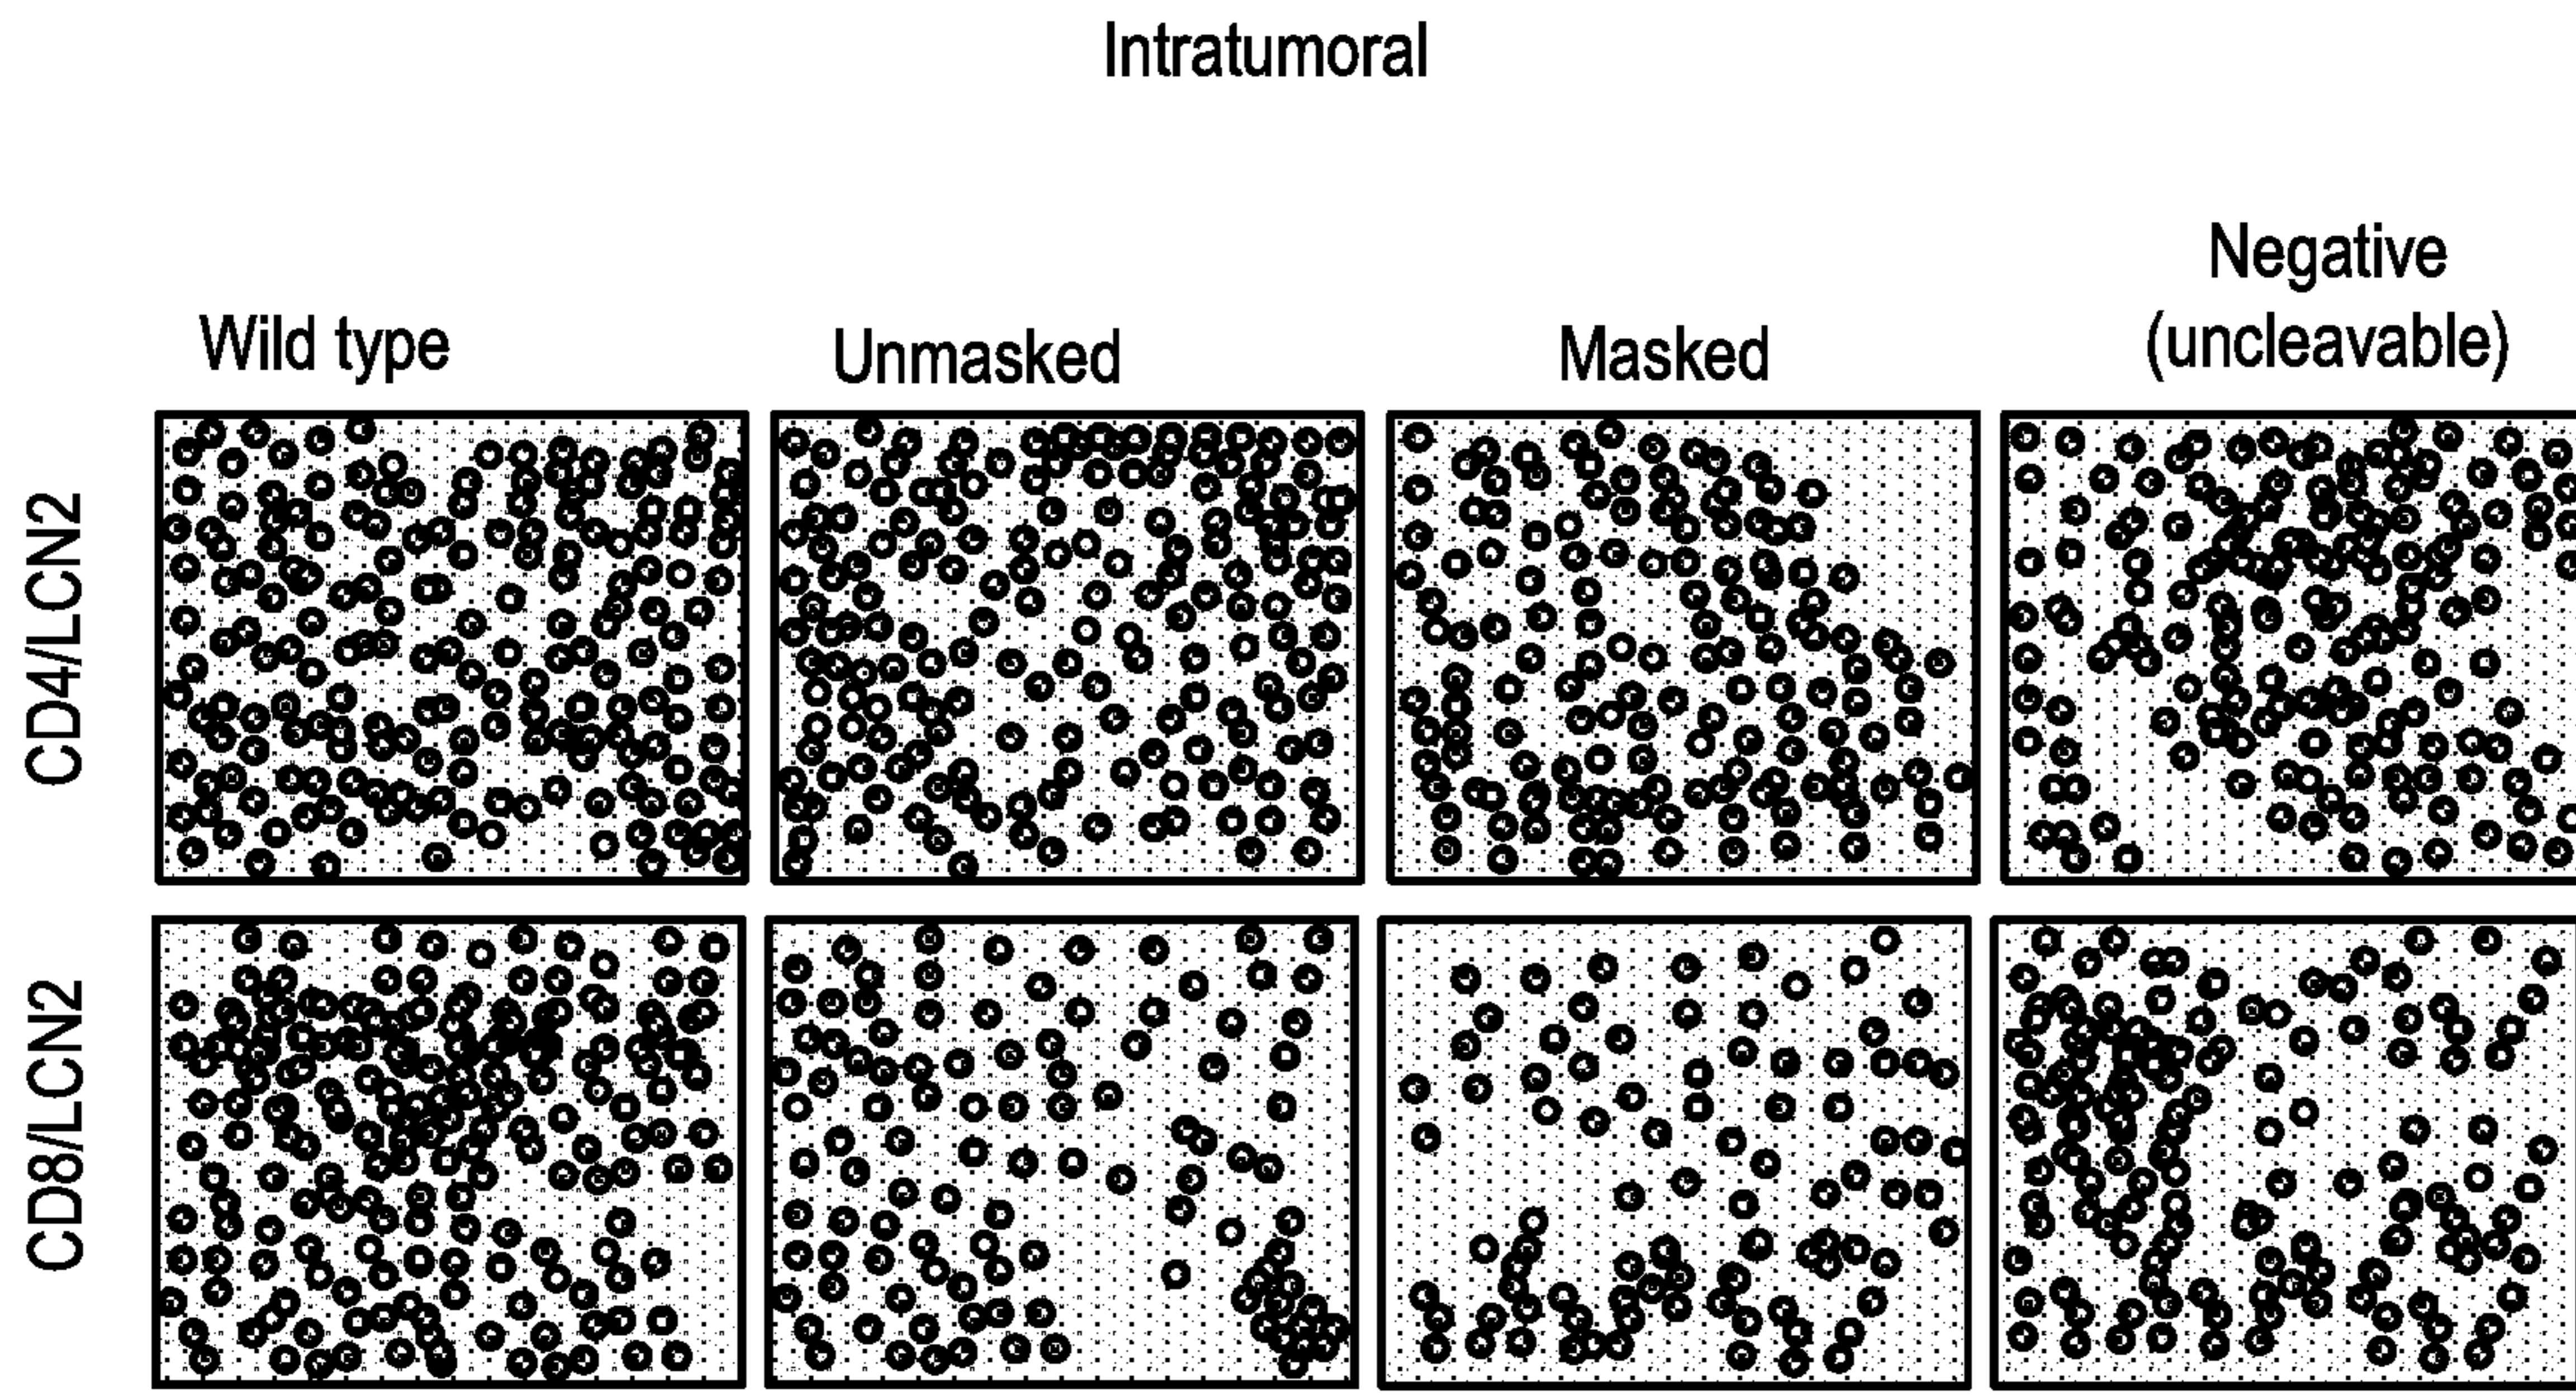 Intratumoral
Wild type
Unmasked
Masked
Negative
(uncleavable)
CD4/LCN2
CD8/LCN2